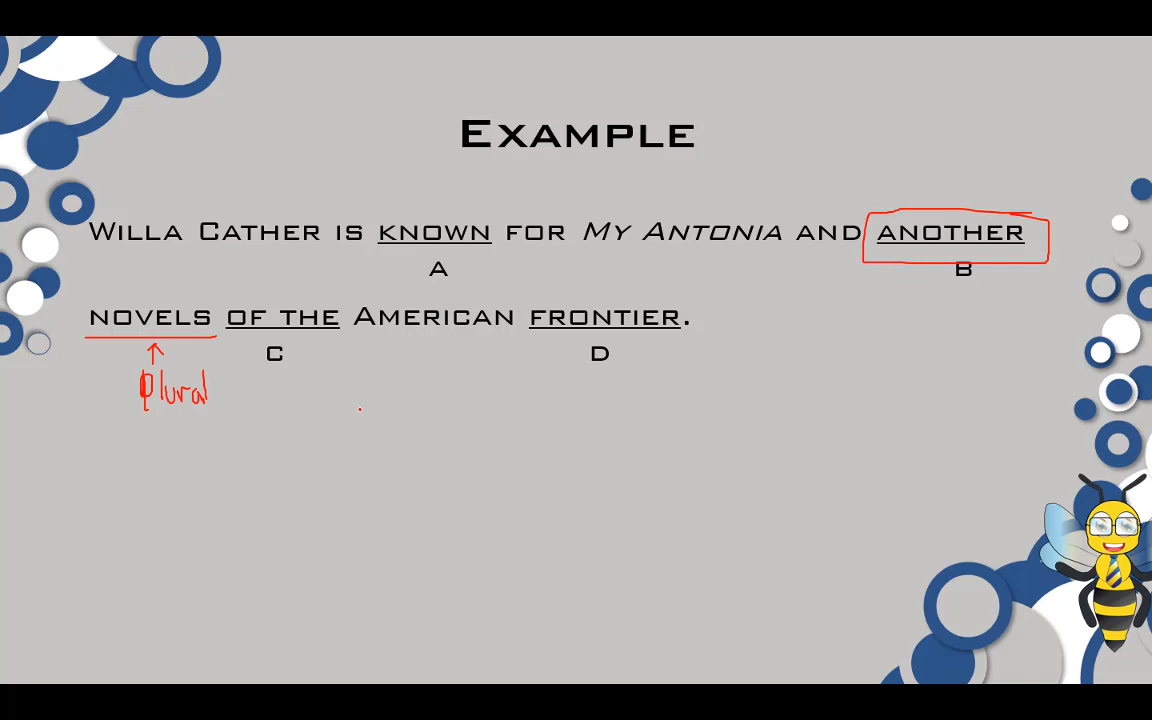 EXAMPLE
WILLA CATHER IS KNOWN FOR MY ANTONIA AND ANOTHER
A B
NOVELS OF THE AMERICAN FRONTIER.
C D
plural